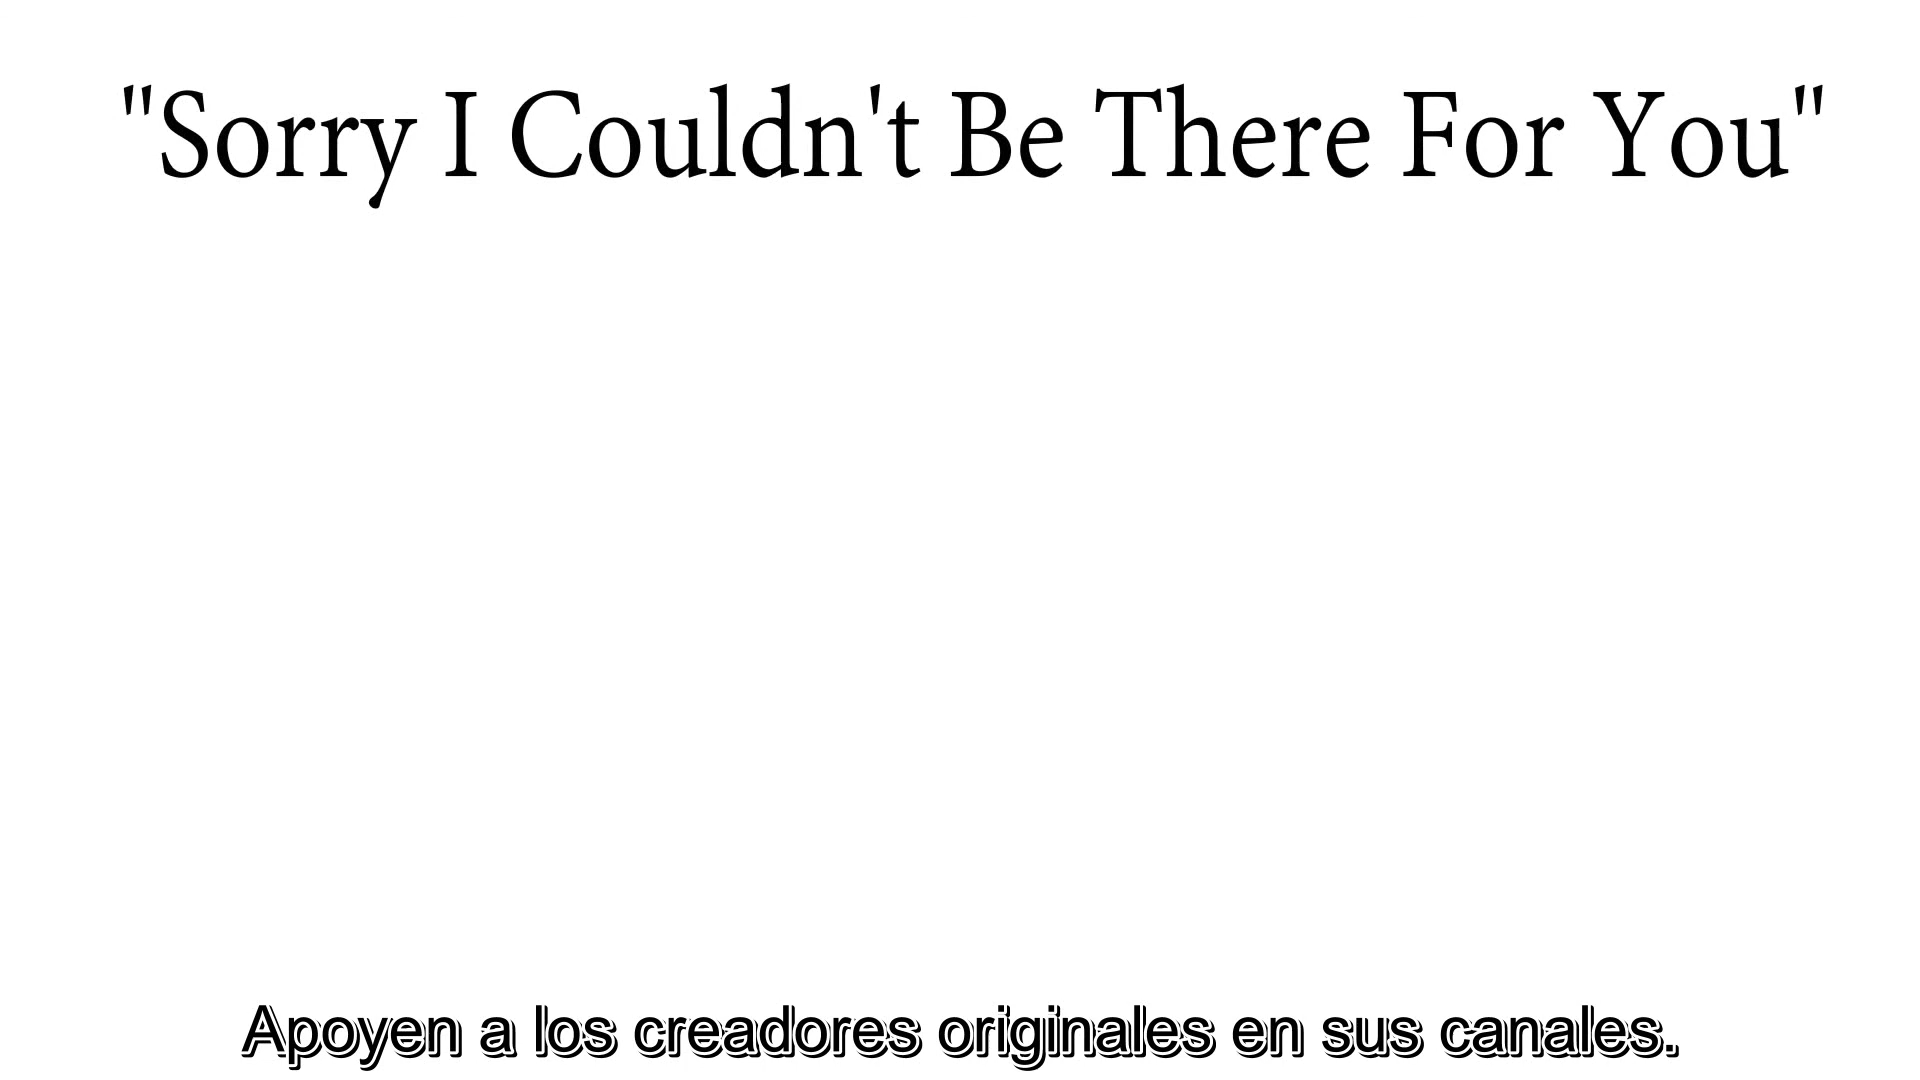 "Sorry I Couldn't Be There For You"
Apoyen a los creadores originales en sus canales.